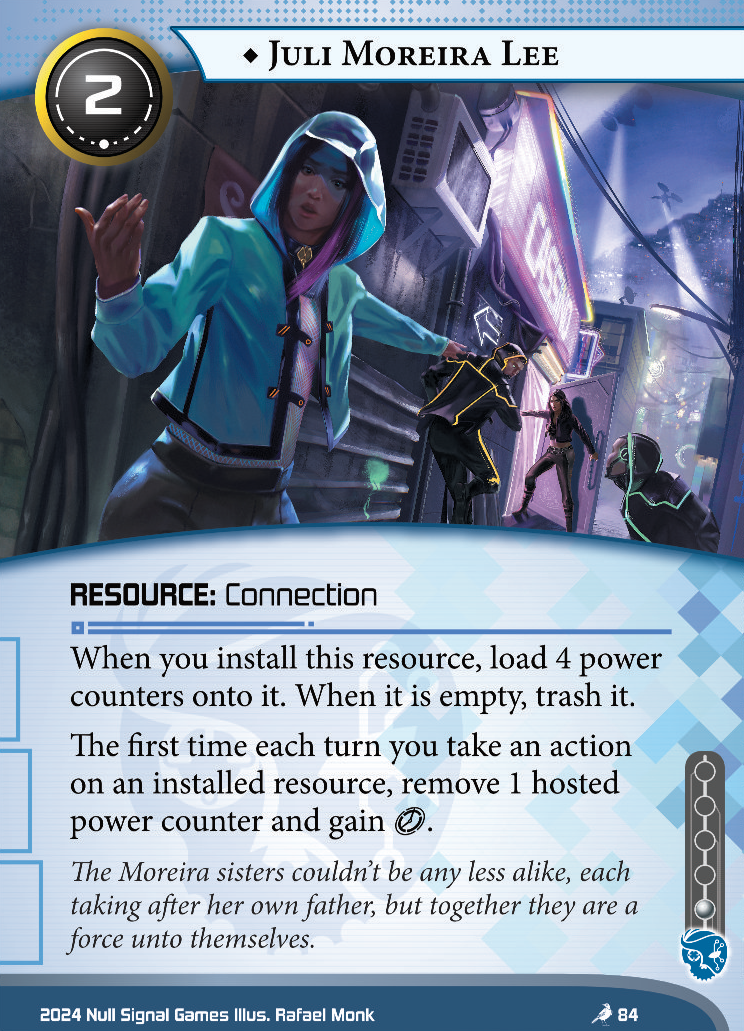 2
◆ JULI MOREIRA LEE
CASH
RESOURCE: Connection
When you install this resource, load 4 power
counters onto it. When it is empty, trash it.
The first time each turn you take an action
on an installed resource, remove 1 hosted
power counter and gain .
The Moreira sisters couldn’t be any less alike, each
taking after her own father, but together they are a
force unto themselves.
2024 Null Signal Games Illus. Rafael Monk
84